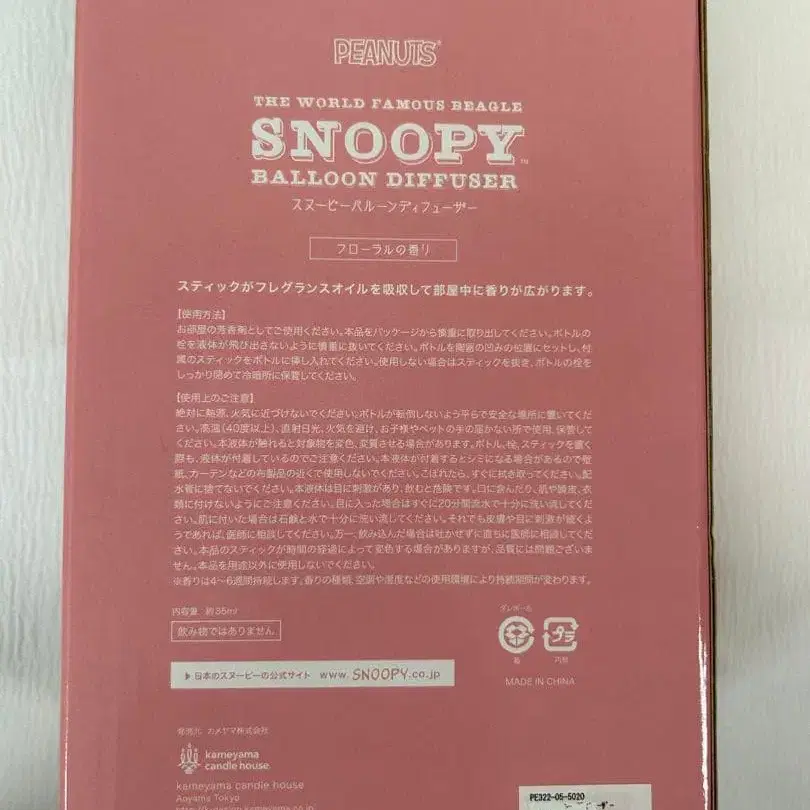 PEANUTS®
THE WORLD FAMOUS BEAGLE
SNOOPY™
BALLOON DIFFUSER
スヌーピーバルーンディフューザー
フローラルの香り
スティックがフレグランスオイルを吸収して部屋中に香りが広がります。
【使用方法】
お部屋の芳香剤としてご使用ください。本品をパッケージから慎重に取り出してください。ボトルの
栓を液体が飛び出さないように慎重に抜いてください。ボトルを陶器の凹みの位置にセットし、付
属のスティックをボトルに挿し入れてください。使用しない場合はスティックを抜き、ボトルの栓を
しっかり閉めて冷暗所に保管してください。
【使用上のご注意】
絶対に熱源、火気に近づけないでください。ボトルが転倒しないよう平らで安全な場所に置いてく
ださい。高温(40度以上)、直射日光、火気を避け、お子様やペットの手の届かない所で使用、保管して
ください。本液体が触れると対象物を変色、変質させる場合があります。ボトル、栓、スティックを置く
際も、液体が付着しているのでご注意ください。本液体が付着するとシミになる場合があるので壁
紙、カーテンなどの布製品の近くで使用しないでください。こぼれたら、すぐに拭き取ってください。配
水管に捨てないでください。本液体は目に刺激があり、飲むと危険です。口に含んだり、肌や頭皮、衣
類に付けないようにご注意ください。目に入った場合はすぐに20分間流水で十分に洗い流してくだ
さい。肌に付いた場合は石鹸と水で十分に洗い流してください。それでも皮膚や目に刺激が続くよ
うであれば、医師に相談してください。万一、飲み込んだ場合は吐かせずに直ちに医師に相談してくだ
さい。本品のスティックが時間の経過によって変色する場合がありますが、品質には問題ございま
せん。本品を用途以外に使用しないでください。
※香りは4～6週間持続します。香りの種類、空調や湿度などの使用環境により持続期間が変わります。
内容量 約35ml
飲み物ではありません
ダンボール
プラ
箱
内袋
MADE IN CHINA
▶日本のスヌーピーの公式サイト www.SNOOPY.co.jp
発売元 カメヤマ株式会社
kameyama
candle house
kameyama candle house
Aoyama Tokyo
PE322-05-5020